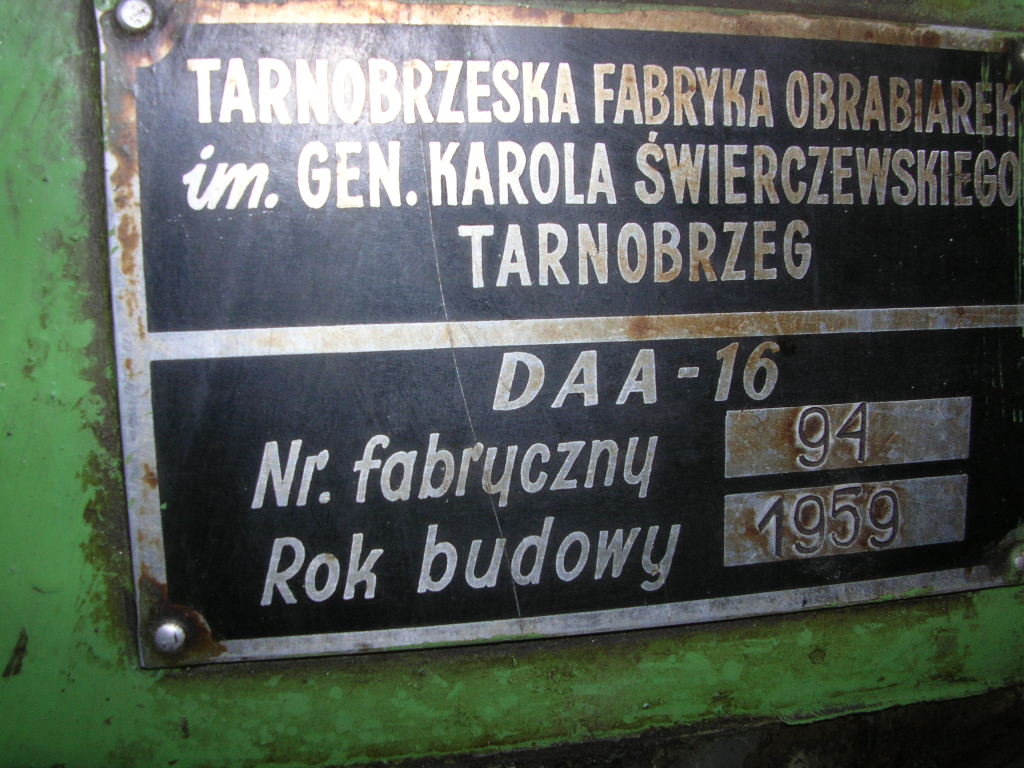 TARNOBRZESKA FABRYKA OBRABIAREK
im. GEN. KAROLA ŚWIERCZEWSKIEGO
TARNOBRZEG
DAA-16
Nr. fabryczny 94
Rok budowy 1959